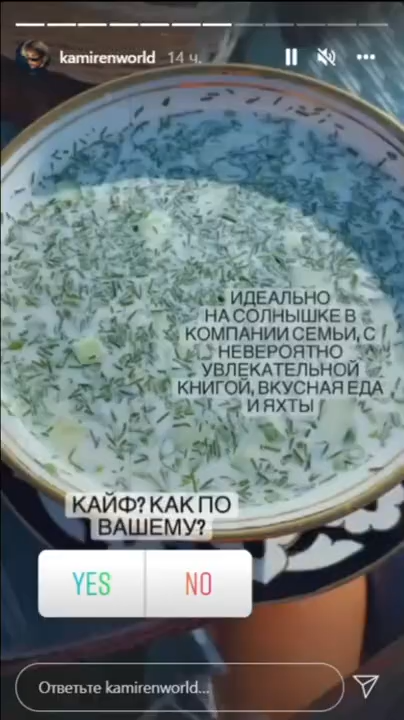 kamirenworld 14 ч.
ИДЕАЛЬНО
НА СОЛНЫШКЕ В
КОМПАНИИ СЕМЬИ, С
НЕВЕРОЯТНО
УВЛЕКАТЕЛЬНОЙ
КНИГОЙ, ВКУСНАЯ ЕДА
И ЯХТЫ
КАЙФ? КАК ПО
ВАШЕМУ?
YES NO
Ответьте kamirenworld...